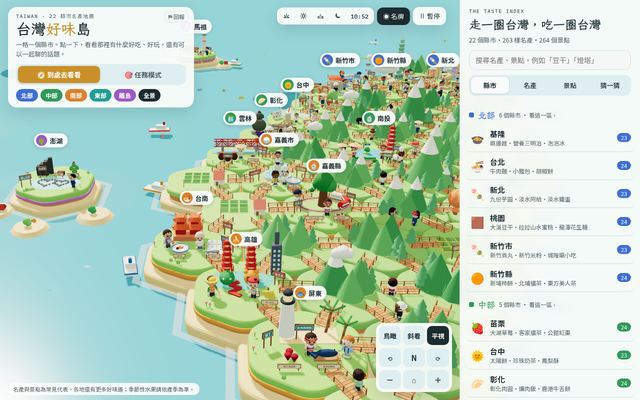 TAIWAN · 22 縣市名產地圖
回報
台灣好味島
一格一個縣市。點一下，看看那裡有什麼好吃、好玩，還有可以一起聊的話題。
到處去看看
任務模式
北部
中部
南部
東部
離島
全景
馬祖
10:52
名牌
暫停
新竹市
新竹縣
新北
台中
彰化
雲林
南投
嘉義市
澎湖
嘉義縣
台南
高雄
屏東
鳥瞰
斜看
平視
N
名產與景點為常見代表，各地還有更多好味道；季節性水果請依產季為準。
THE TASTE INDEX
走一圈台灣，吃一圈台灣
22 個縣市・263 樣名產・264 個景點
搜尋名產、景點，例如「豆干」「燈塔」
縣市
名產
景點
猜一猜
北部
6 個縣市・看這一區 ›
基隆
鼎邊趖・營養三明治・泡泡冰
23
台北
牛肉麵・小籠包・胡椒餅
23
新北
九份芋圓・淡水阿給・淡水鐵蛋
23
桃園
大溪豆干・拉拉山水蜜桃・龍潭花生糖
23
新竹市
新竹貢丸・新竹米粉・城隍廟小吃
23
新竹縣
新埔柿餅・北埔擂茶・東方美人茶
24
中部
5 個縣市・看這一區 ›
苗栗
大湖草莓・客家擂茶・公館紅棗
24
台中
太陽餅・珍珠奶茶・鳳梨酥
24
彰化
彰化肉圓・爌肉飯・鹿港牛舌餅
24